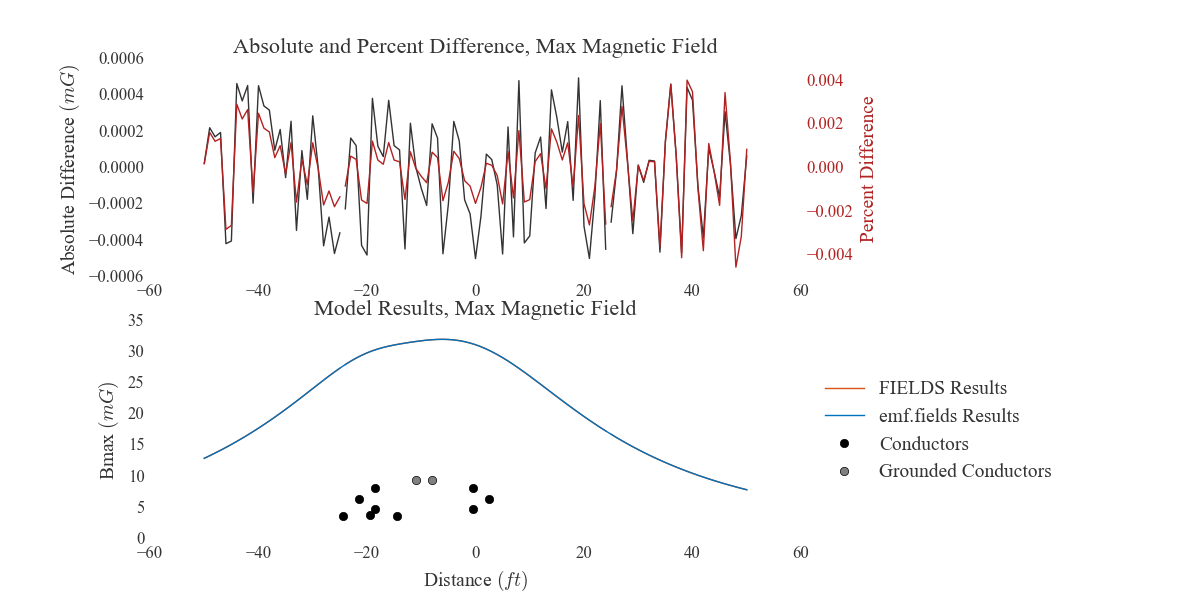 Absolute and Percent Difference, Max Magnetic Field
0.0006
0.0004
0.0002
0.0000
−0.0002
−0.0004
−0.0006
Absolute Difference (mG)
0.004
0.002
0.000
−0.002
−0.004
Percent Difference
−60 −40 −20 0 20 40 60
Model Results, Max Magnetic Field
35
30
25
20
15
10
5
0
Bmax (mG)
−60 −40 −20 0 20 40 60
Distance (ft)
FIELDS Results
emf.fields Results
Conductors
Grounded Conductors